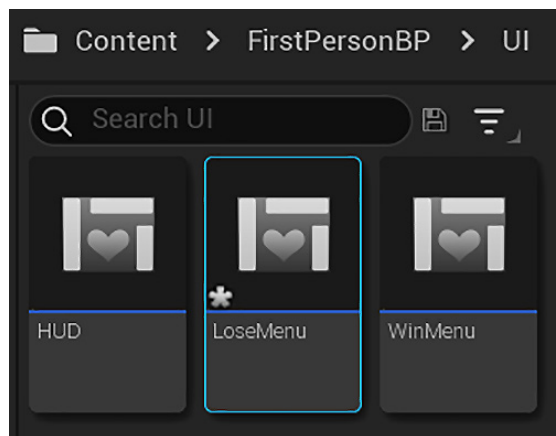 Content > FirstPersonBP > UI
Search UI
HUD
LoseMenu
WinMenu